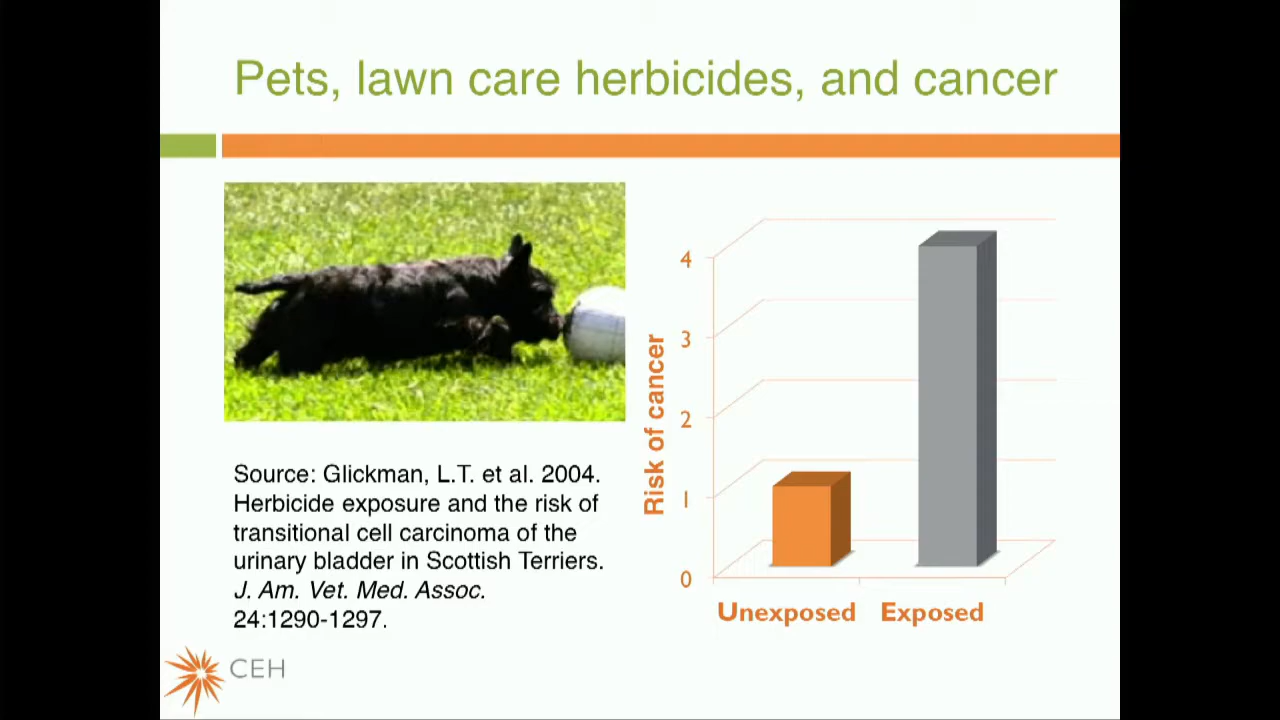 Pets, lawn care herbicides, and cancer
Source: Glickman, L.T. et al. 2004.
Herbicide exposure and the risk of
transitional cell carcinoma of the
urinary bladder in Scottish Terriers.
J. Am. Vet. Med. Assoc.
24:1290-1297.
Risk of cancer
4
3
2
1
0
Unexposed Exposed
CEH